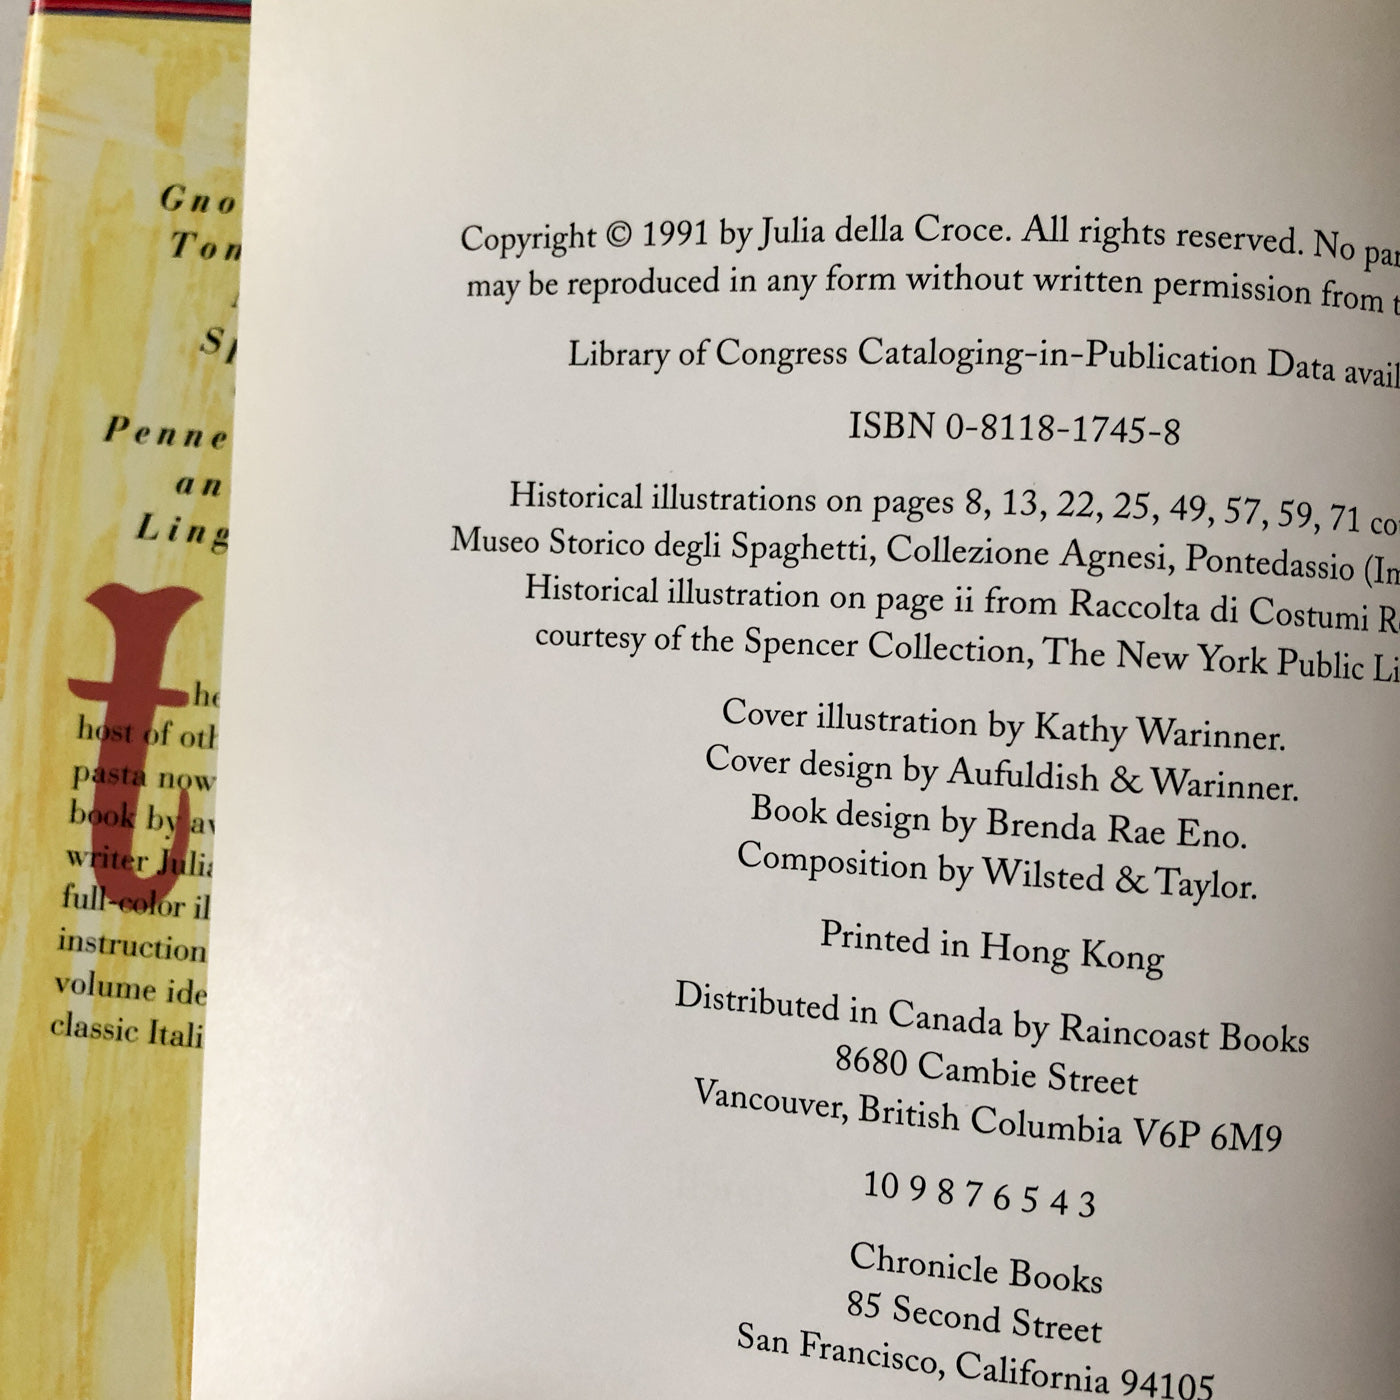 Gno
Ton
Sp
Penne
an
Ling
the
host of oth
pasta now
book by aw
writer Julia
full-color il
instruction
volume ide
classic Itali
Copyright © 1991 by Julia della Croce. All rights reserved. No par
may be reproduced in any form without written permission from t
Library of Congress Cataloging-in-Publication Data avail
ISBN 0-8118-1745-8
Historical illustrations on pages 8, 13, 22, 25, 49, 57, 59, 71 co
Museo Storico degli Spaghetti, Collezione Agnesi, Pontedassio (Im
Historical illustration on page ii from Raccolta di Costumi R
courtesy of the Spencer Collection, The New York Public Li
Cover illustration by Kathy Warinner.
Cover design by Aufuldish & Warinner.
Book design by Brenda Rae Eno.
Composition by Wilsted & Taylor.
Printed in Hong Kong
Distributed in Canada by Raincoast Books
8680 Cambie Street
Vancouver, British Columbia V6P 6M9
10 9 8 7 6 5 4 3
Chronicle Books
85 Second Street
San Francisco, California 94105